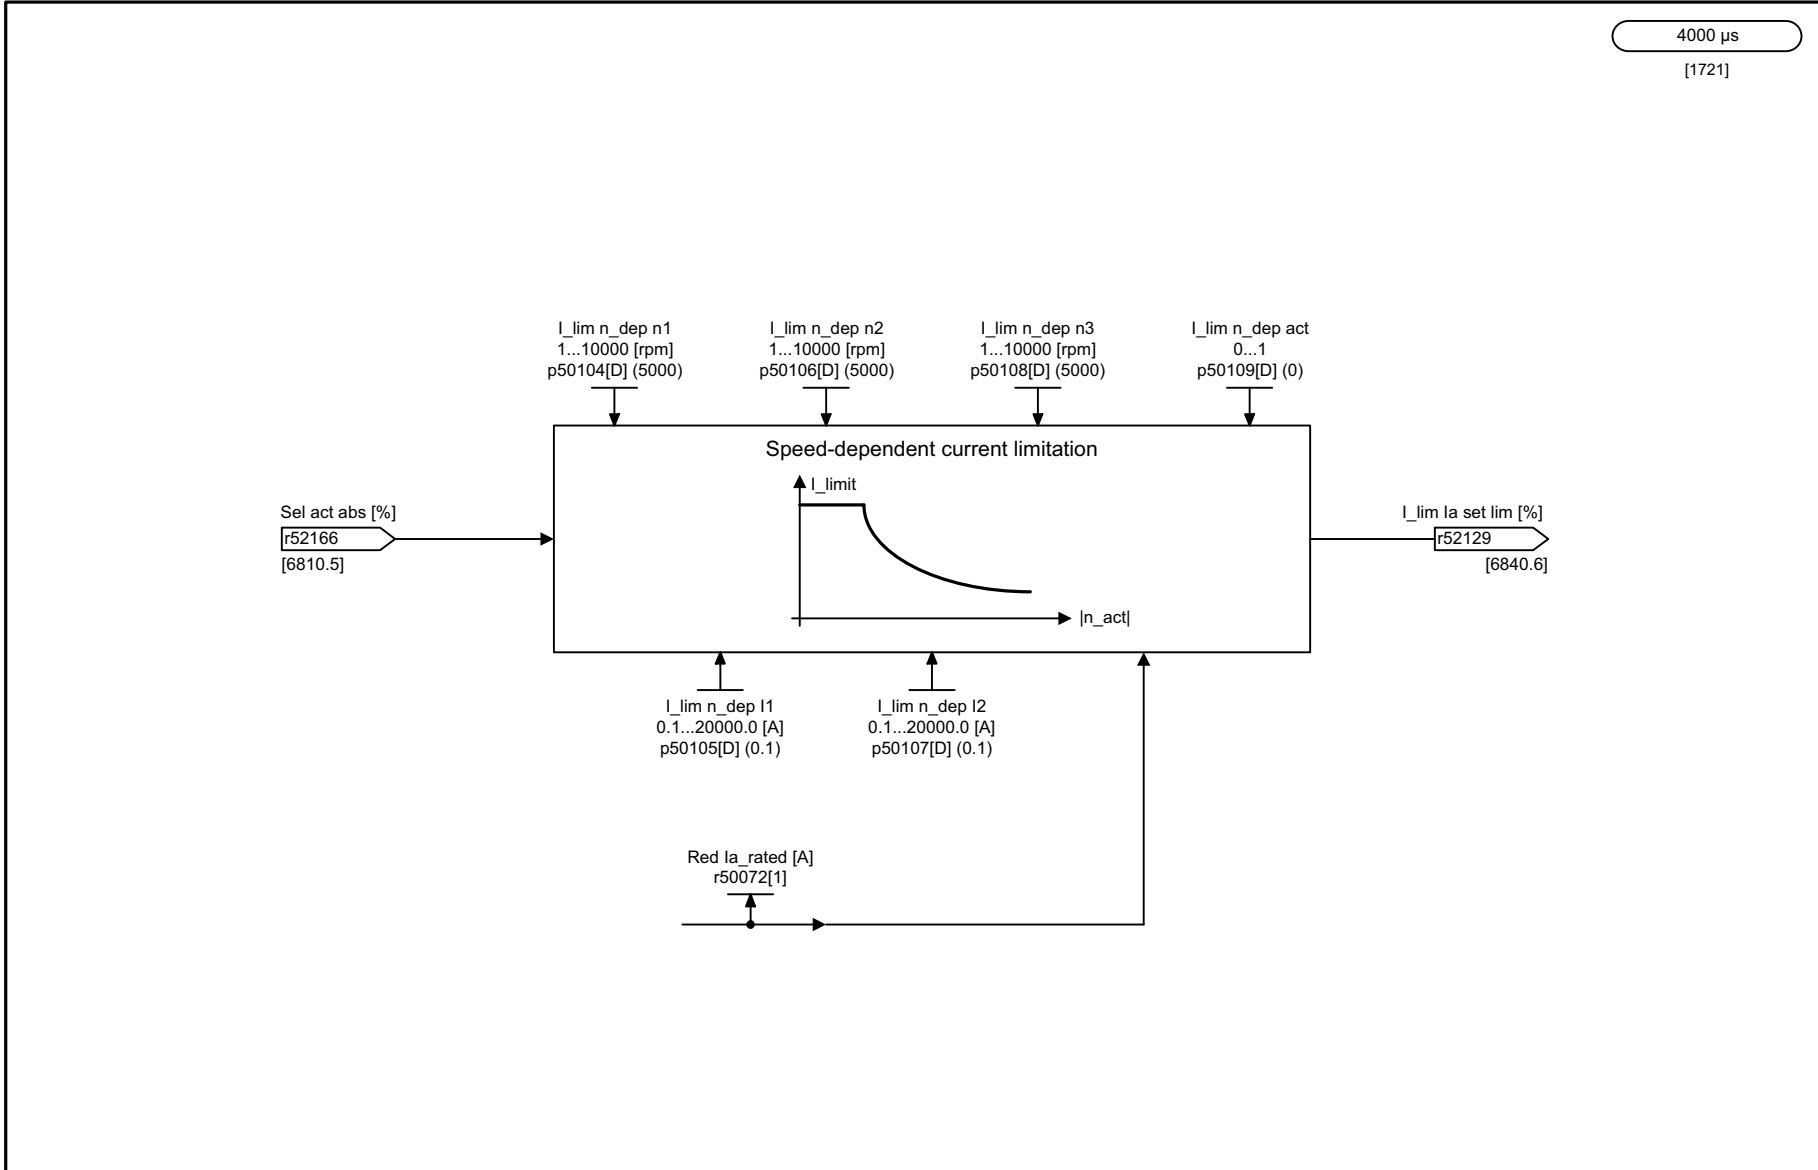 4000 µs
[1721]
I_lim n_dep n1
1...10000 [rpm]
p50104[D] (5000)
I_lim n_dep n2
1...10000 [rpm]
p50106[D] (5000)
I_lim n_dep n3
1...10000 [rpm]
p50108[D] (5000)
I_lim n_dep act
0...1
p50109[D] (0)
Speed-dependent current limitation
I_limit
|n_act|
Sel act abs [%]
r52166
[6810.5]
I_lim Ia set lim [%]
r52129
[6840.6]
I_lim n_dep I1
0.1...20000.0 [A]
p50105[D] (0.1)
I_lim n_dep I2
0.1...20000.0 [A]
p50107[D] (0.1)
Red Ia_rated [A]
r50072[1]